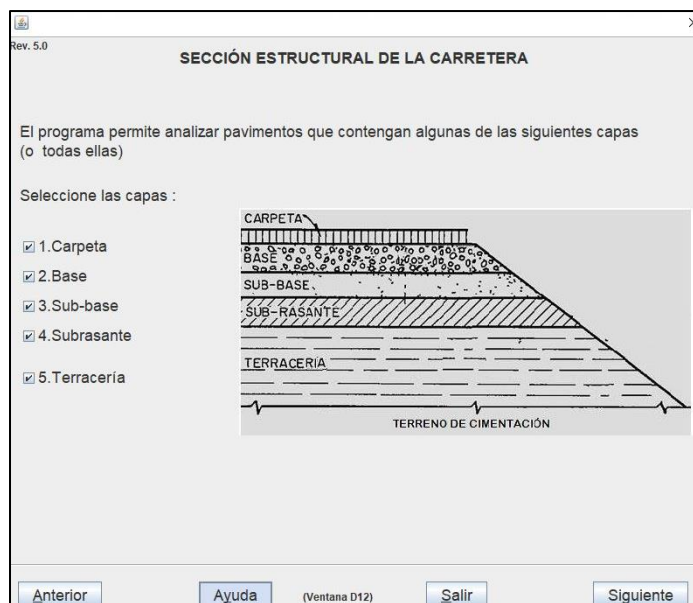 Rev. 5.0
SECCIÓN ESTRUCTURAL DE LA CARRETERA
El programa permite analizar pavimentos que contengan algunas de las siguientes capas
(o todas ellas)
Seleccione las capas :
1.Carpeta
2.Base
3.Sub-base
4.Subrasante
5.Terracería
CARPETA
BASE
SUB-BASE
SUB-RASANTE
TERRACERÍA
TERRENO DE CIMENTACIÓN
Anterior
Ayuda
(Ventana D12)
Salir
Siguiente